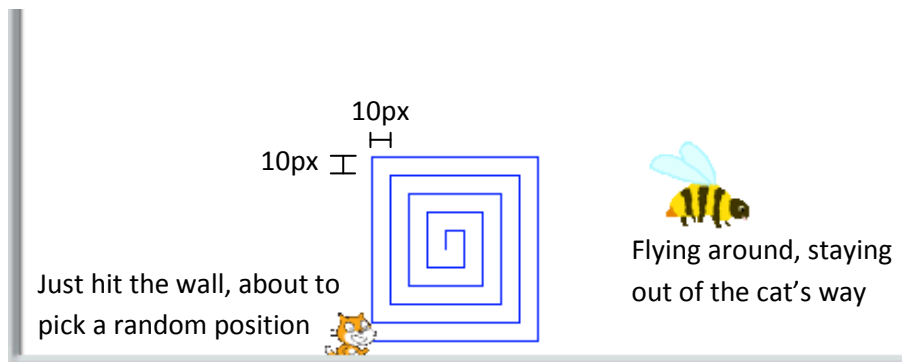 10px
10px
Flying around, staying
out of the cat's way
Just hit the wall, about to
pick a random position